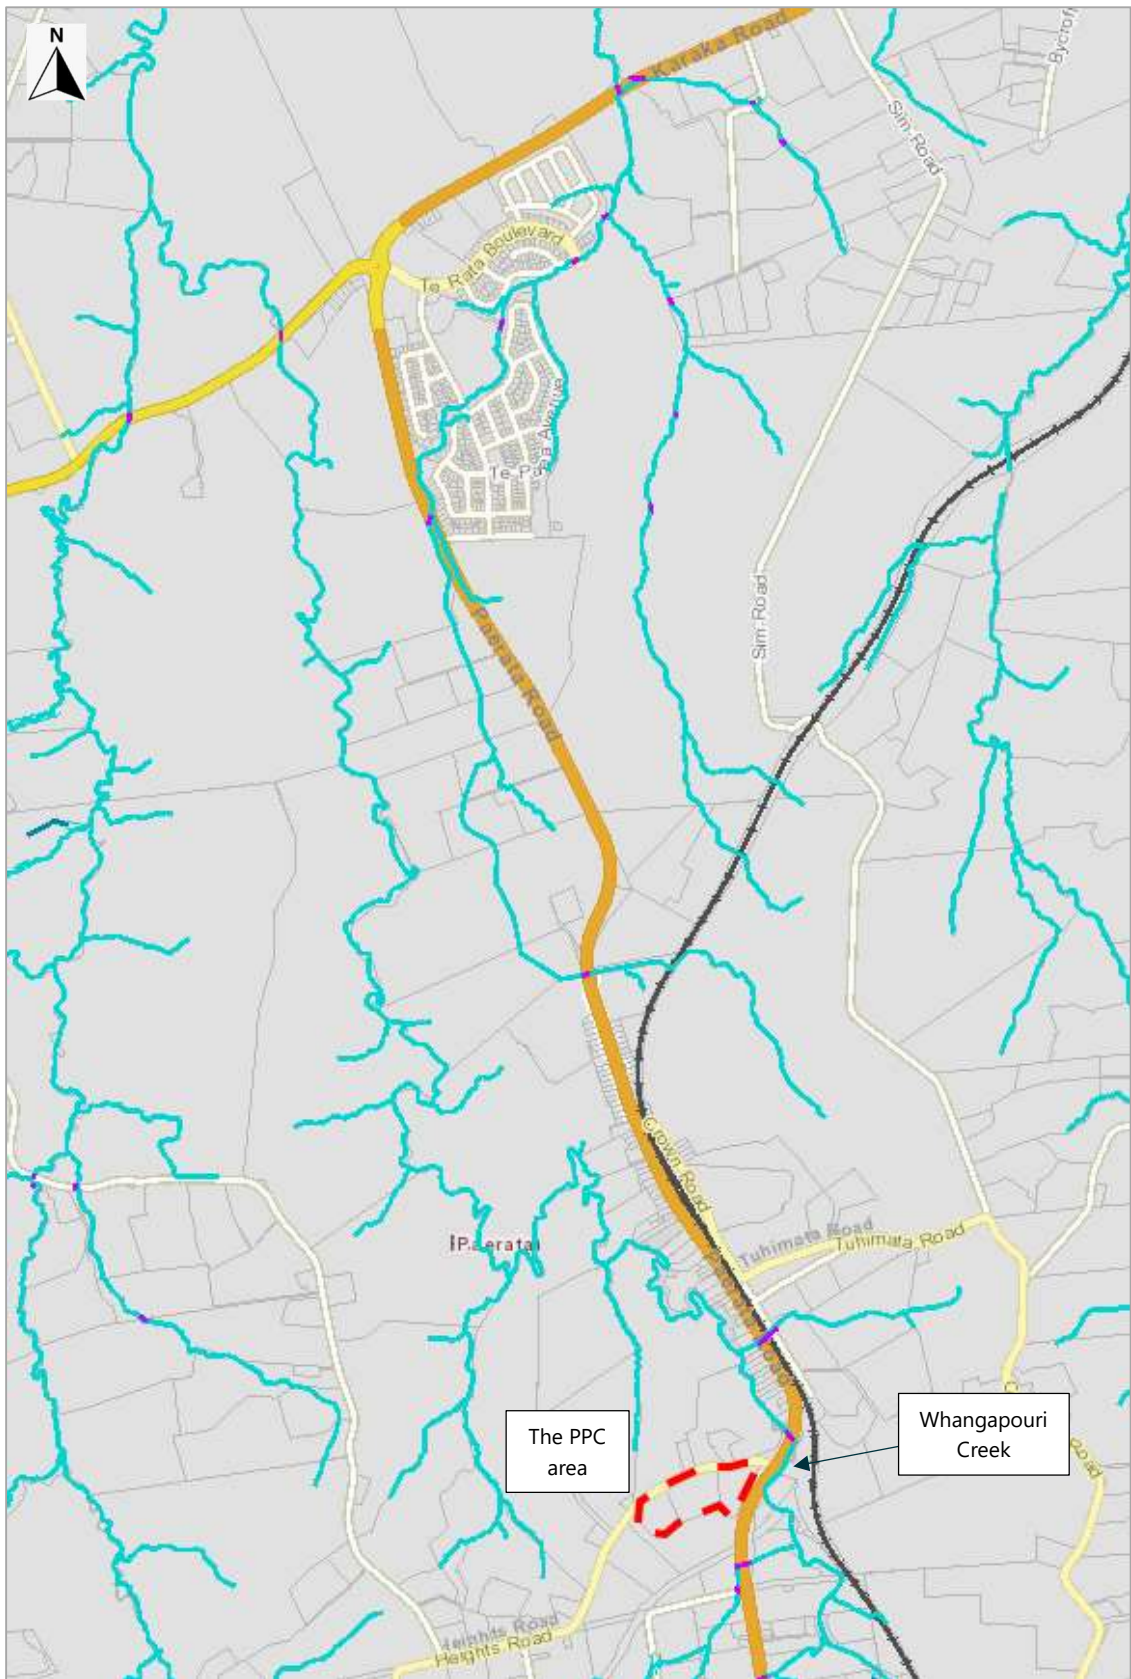 N
Karaka Road
Bycroft
Sim Road
Te Rata Boulevard
Te Pa
Avenue
Sim Road
Paerata Road
Crown Road
Paerata
Tuhimata Road
Tuhimata Road
The PPC
area
Whangapouri
Creek
Heights Road
Heights Road